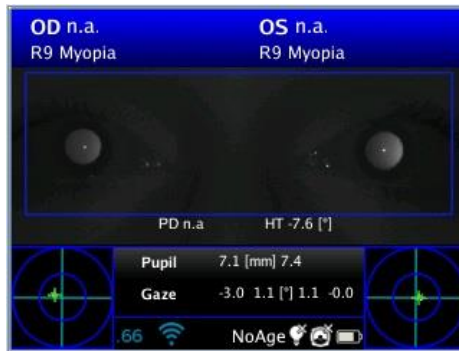 OD n.a. OS n.a.
R9 Myopia R9 Myopia
PD n.a HT -7.6 [°]
Pupil 7.1 [mm] 7.4
Gaze -3.0 1.1 [°] 1.1 -0.0
.66 NoAge